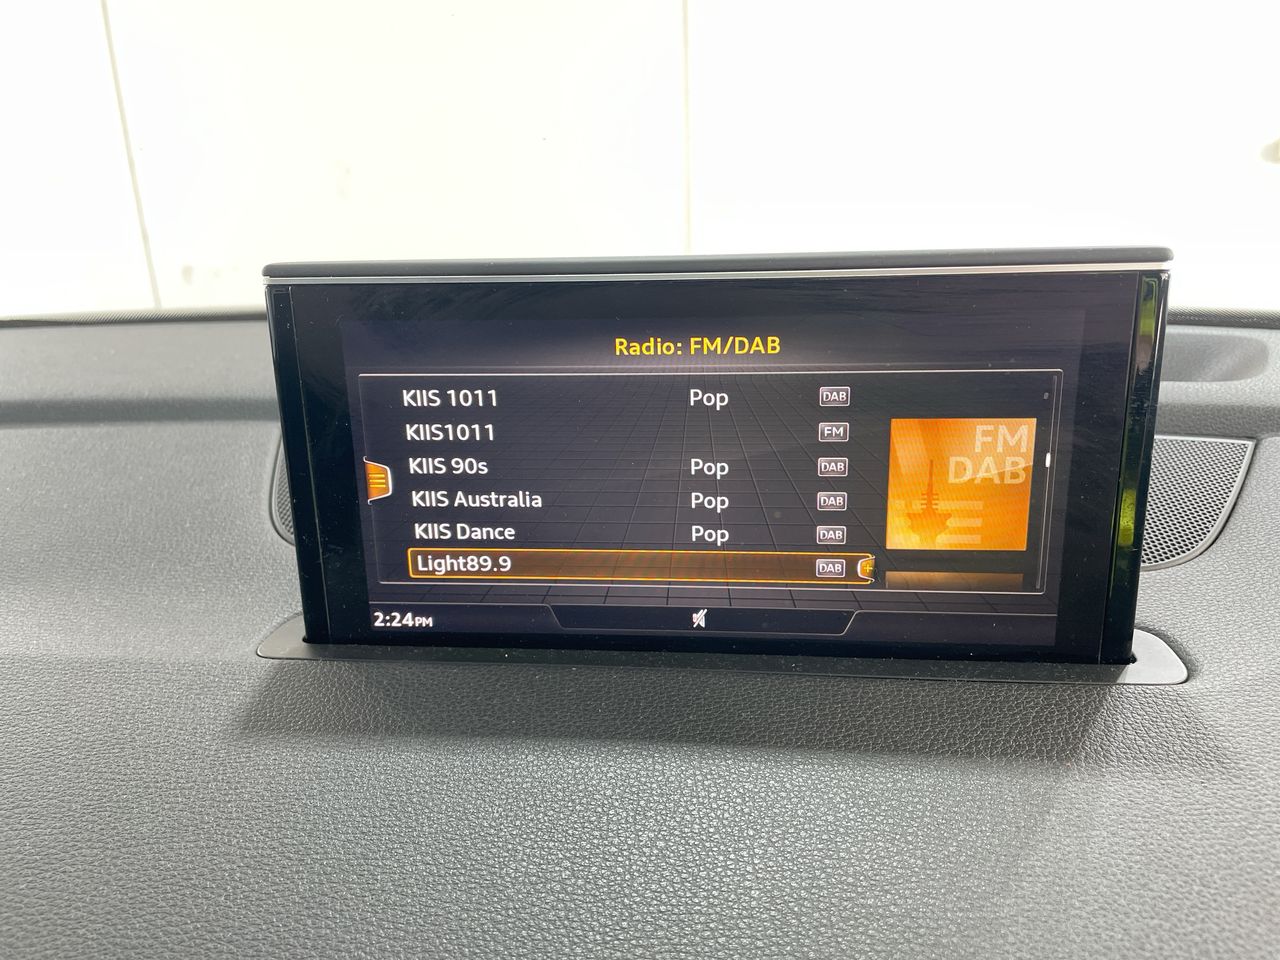 Radio: FM/DAB
KIIS 1011 Pop DAB
KIIS1011 FM
KIIS 90s Pop DAB
KIIS Australia Pop DAB
KIIS Dance Pop DAB
Light89.9 DAB
FM
DAB
2:24PM